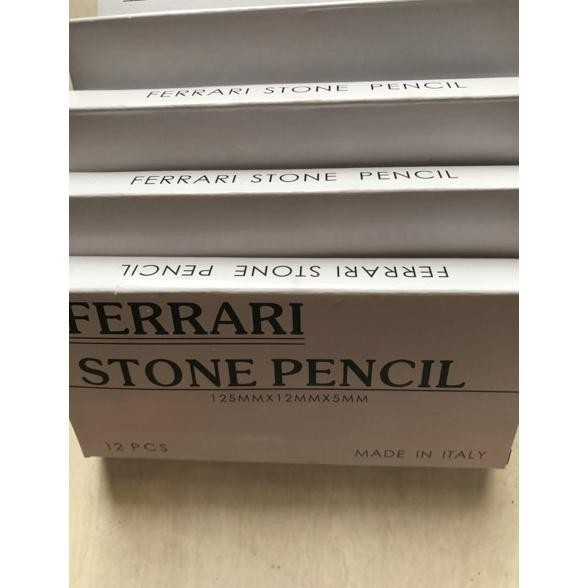 FERRARI STONE PENCIL
FERRARI STONE PENCIL
FERRARI STONE PENCIL
FERRARI
STONE PENCIL
125MMX12MMX5MM
12 PCS
MADE IN ITALY